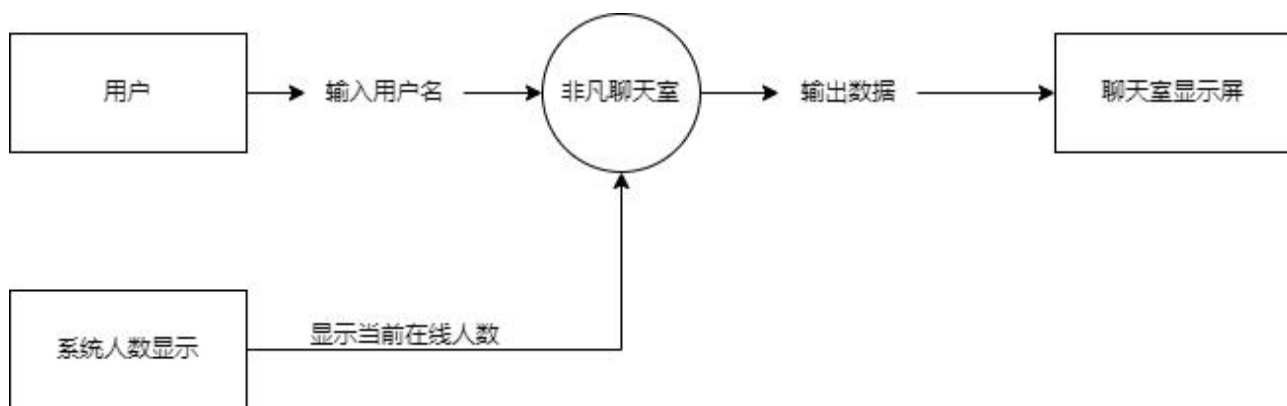 用户
输入用户名
非凡聊天室
输出数据
聊天室显示屏
系统人数显示
显示当前在线人数